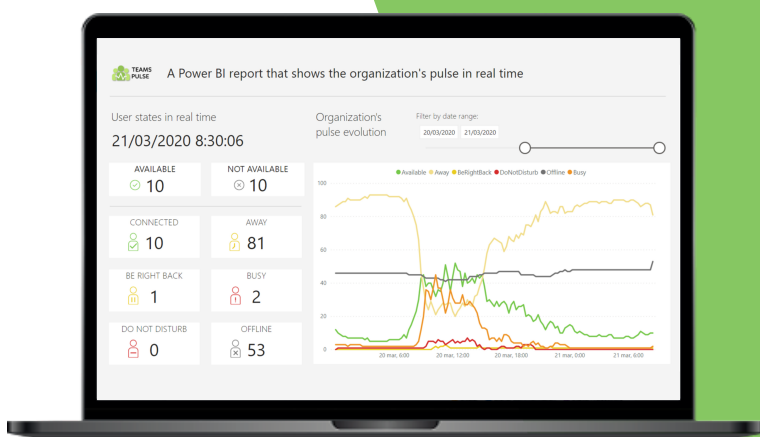 TEAMS
PULSE
A Power BI report that shows the organization's pulse in real time
User states in real time
21/03/2020 8:30:06
Organization's
pulse evolution
Filter by date range:
20/03/2020 21/03/2020
AVAILABLE
10
NOT AVAILABLE
10
CONNECTED
10
AWAY
81
BE RIGHT BACK
1
BUSY
2
DO NOT DISTURB
0
OFFLINE
53
Available Away BeRightBack DoNotDisturb Offline Busy
100
80
60
40
20
0
20 mar, 6:00 20 mar, 12:00 20 mar, 18:00 21 mar, 0:00 21 mar, 6:00